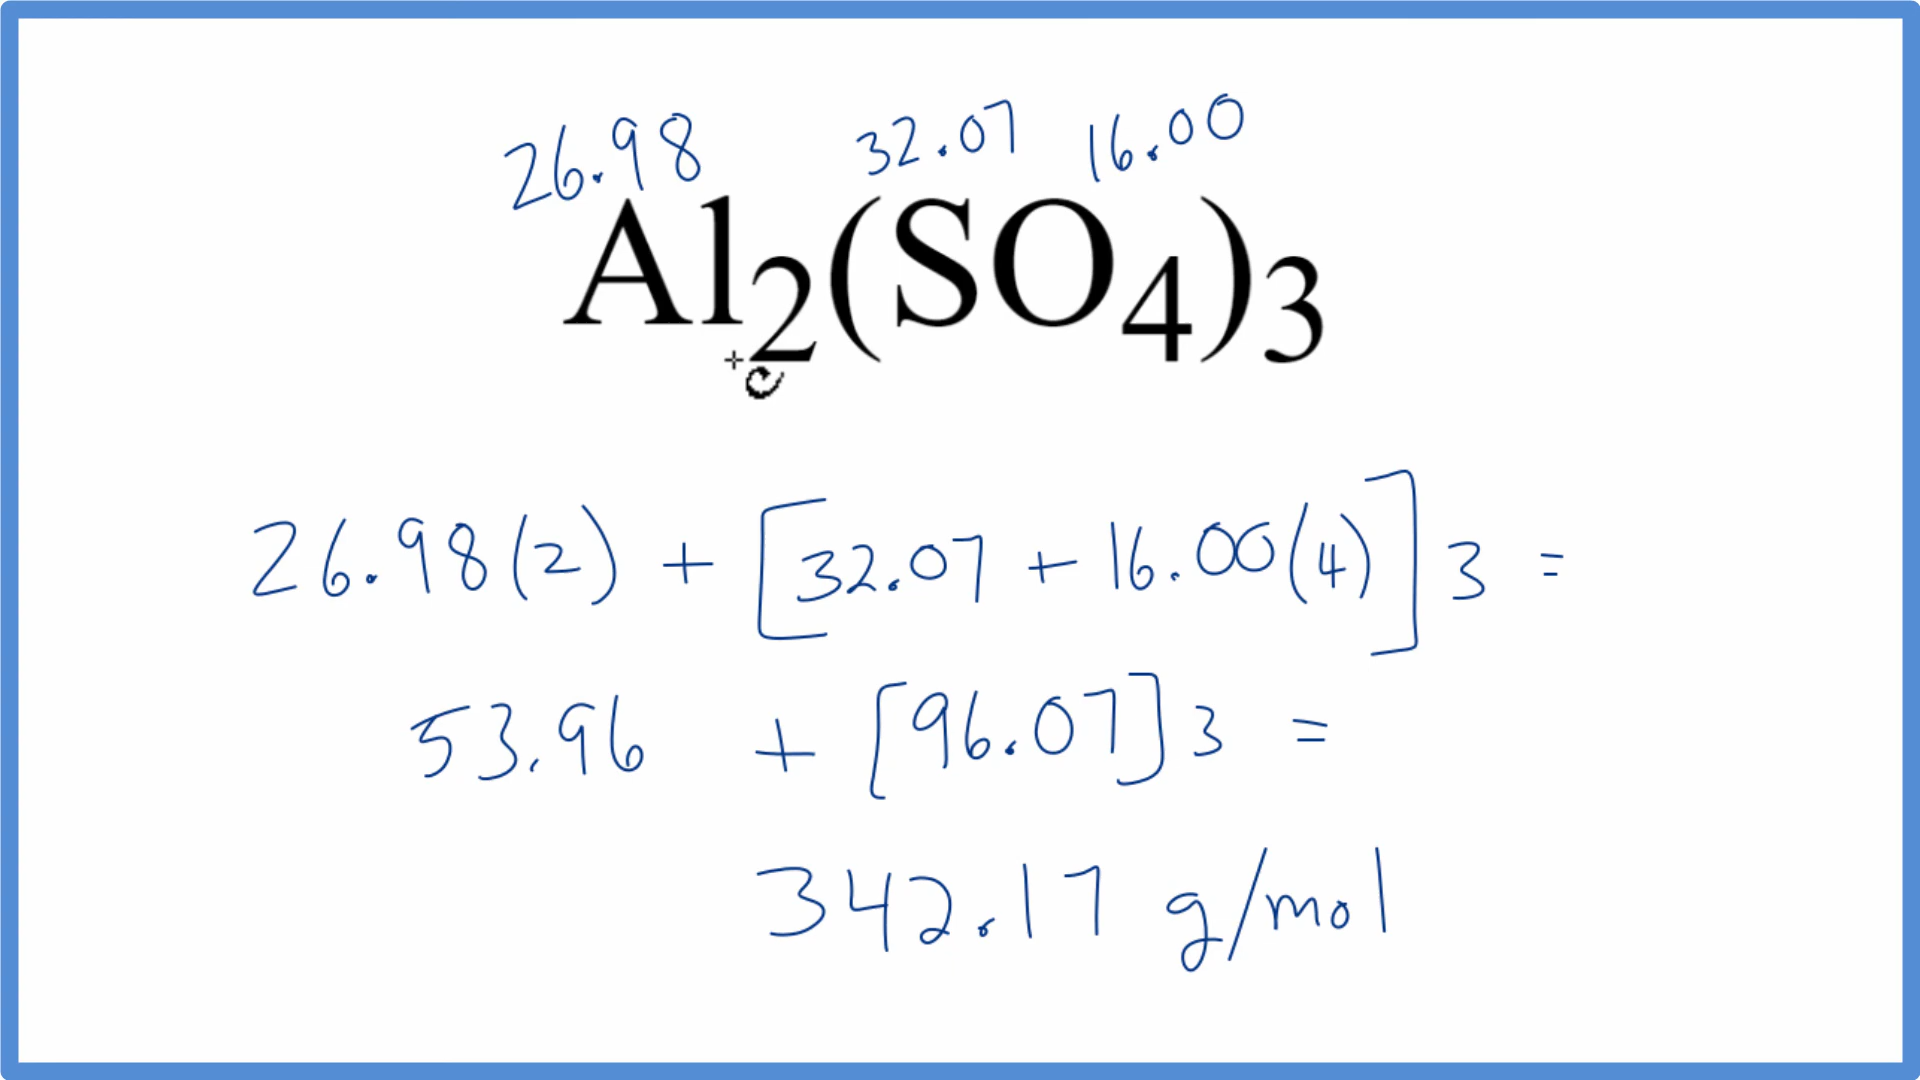 26.98 32.07 16.00
Al2(SO4)3
26.98(2) + [32.07 + 16.00(4)]3 =
53.96 + [96.07]3 =
342.17 g/mol